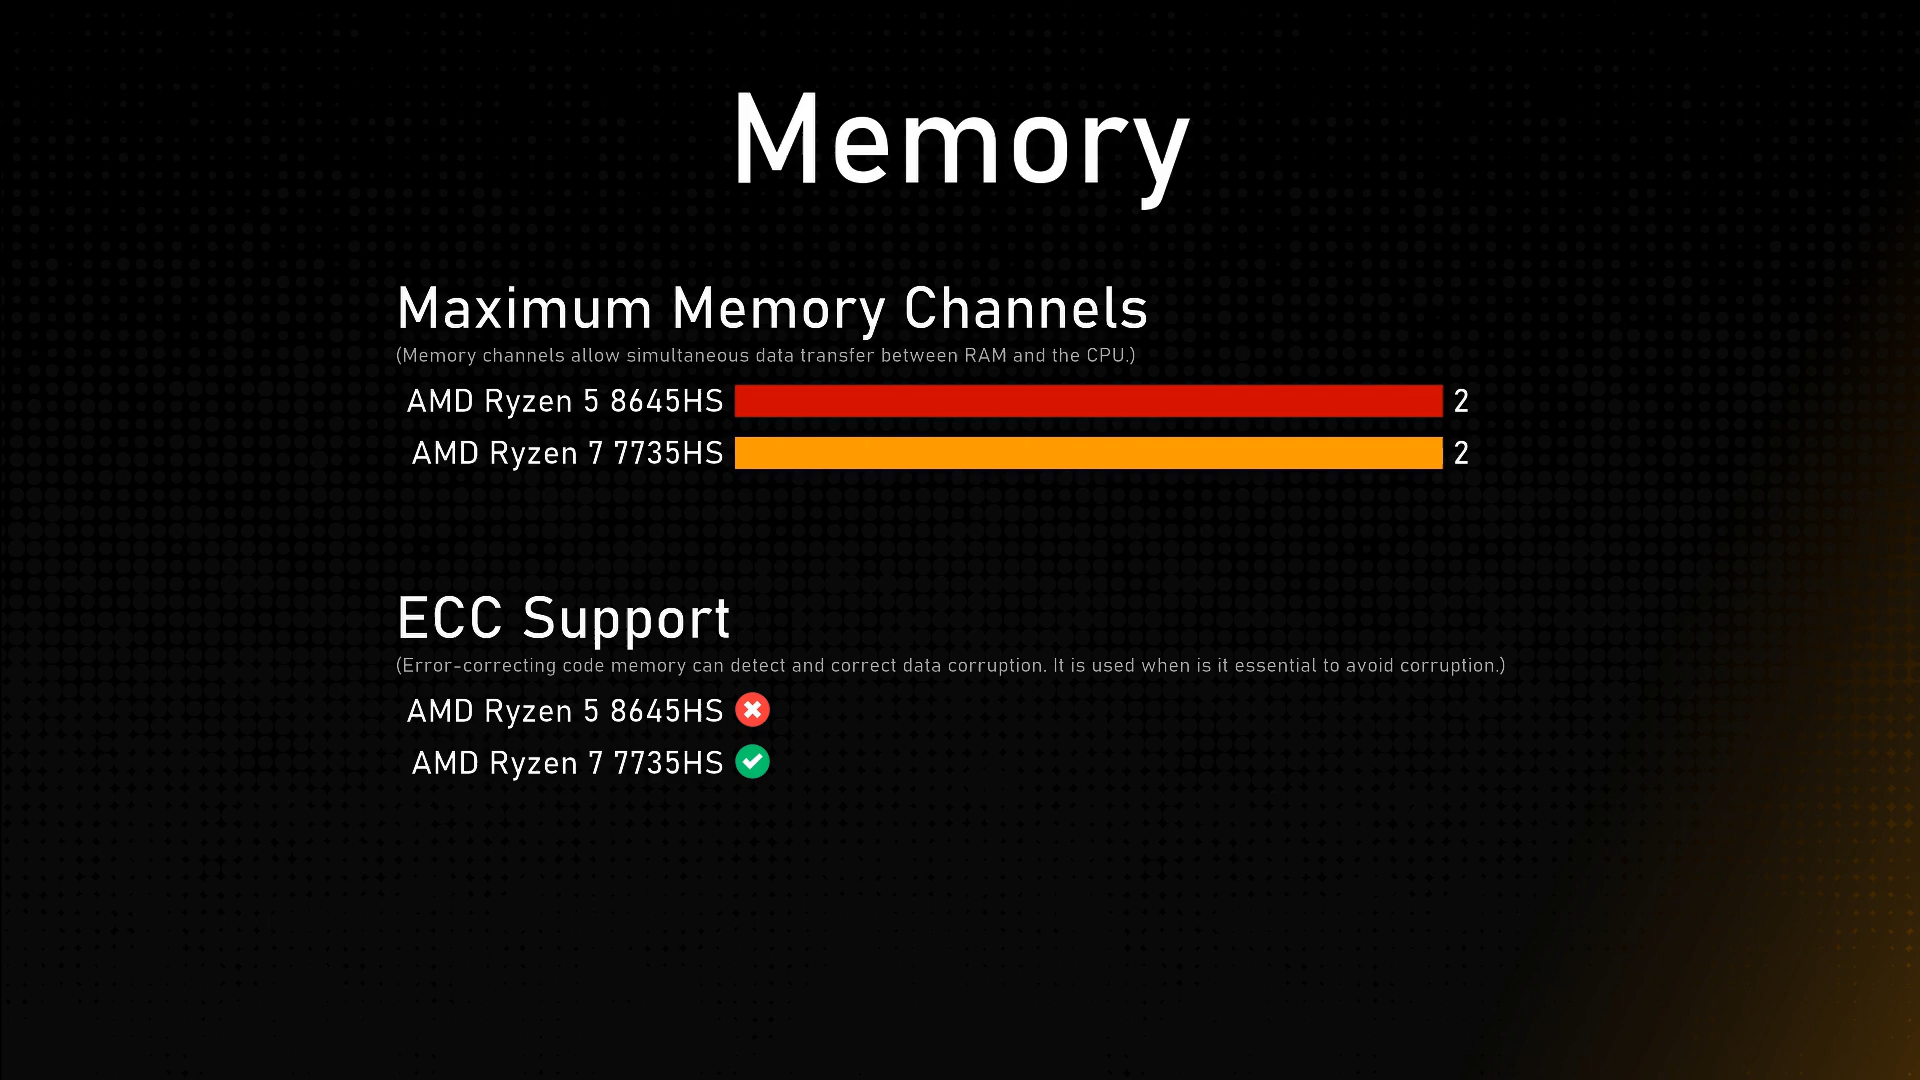 Memory
Maximum Memory Channels
(Memory channels allow simultaneous data transfer between RAM and the CPU.)
AMD Ryzen 5 8645HS 2
AMD Ryzen 7 7735HS 2
ECC Support
(Error-correcting code memory can detect and correct data corruption. It is used when is it essential to avoid corruption.)
AMD Ryzen 5 8645HS
AMD Ryzen 7 7735HS